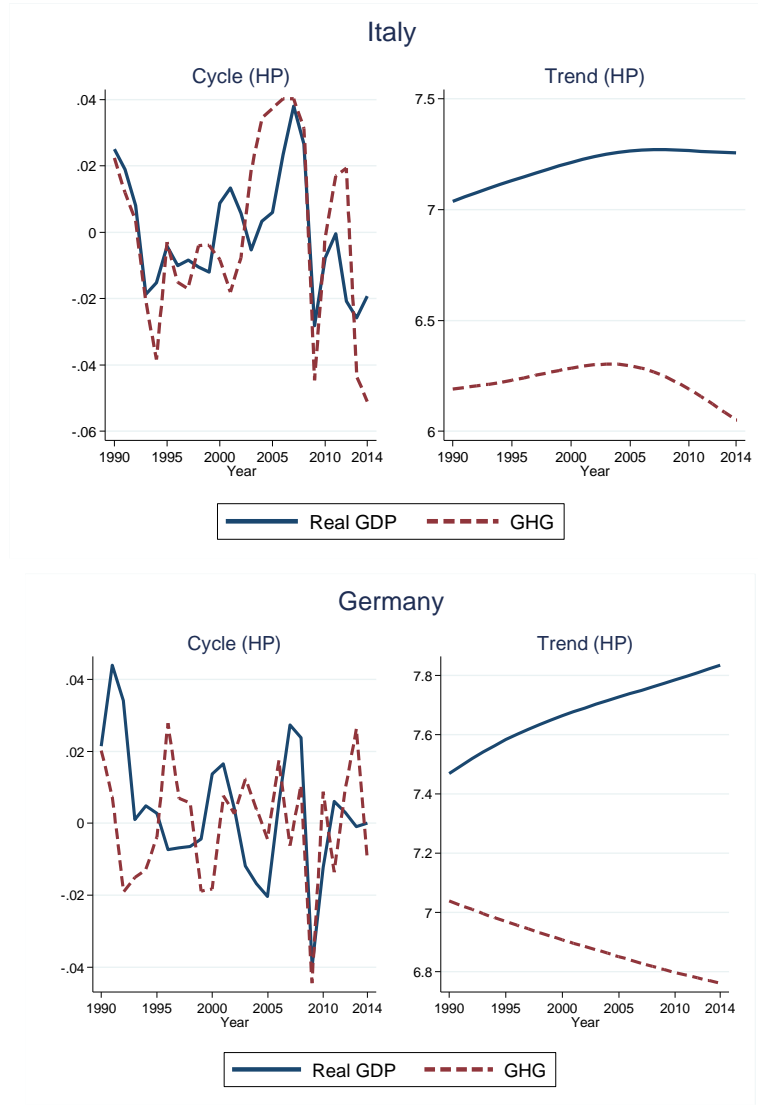 Italy
Cycle (HP)
.04
.02
0
-.02
-.04
-.06
1990 1995 2000 2005 2010 2014
Year
Trend (HP)
7.5
7
6.5
6
1990 1995 2000 2005 2010 2014
Year
Real GDP GHG
Germany
Cycle (HP)
.04
.02
0
-.02
-.04
1990 1995 2000 2005 2010 2014
Year
Trend (HP)
7.8
7.6
7.4
7.2
7
6.8
1990 1995 2000 2005 2010 2014
Year
Real GDP GHG